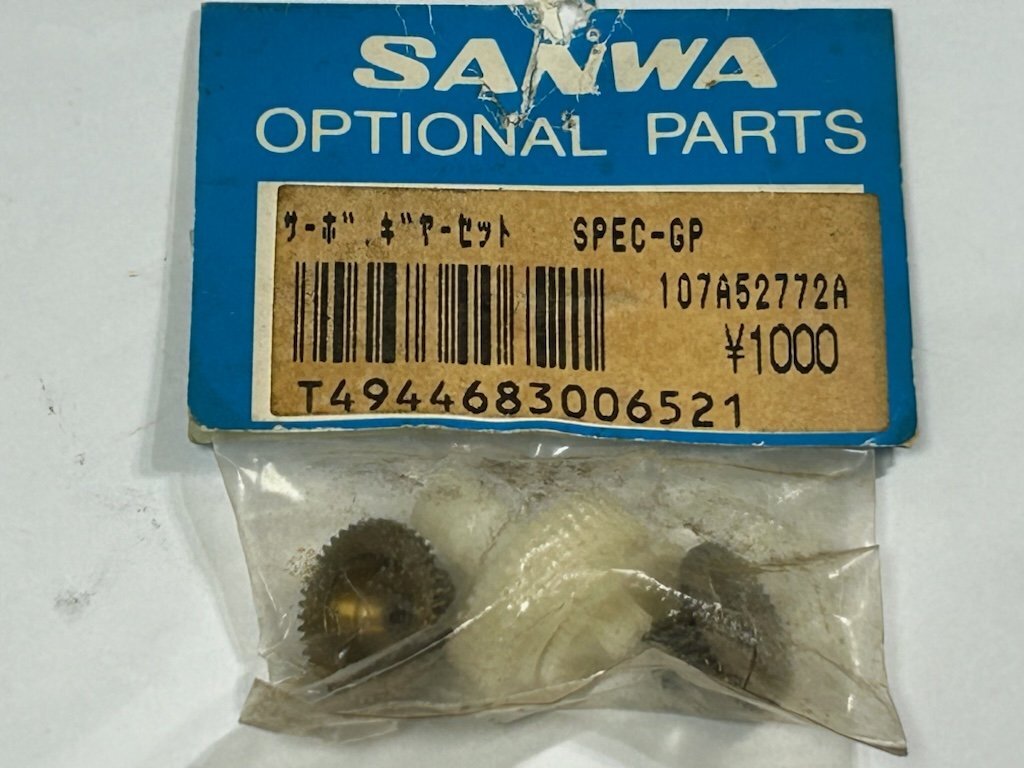 SANWA
OPTIONAL PARTS
ｻｰﾎﾞ ｷﾞﾔｰｾｯﾄ SPEC-GP
107A52772A
¥1000
T4944683006521